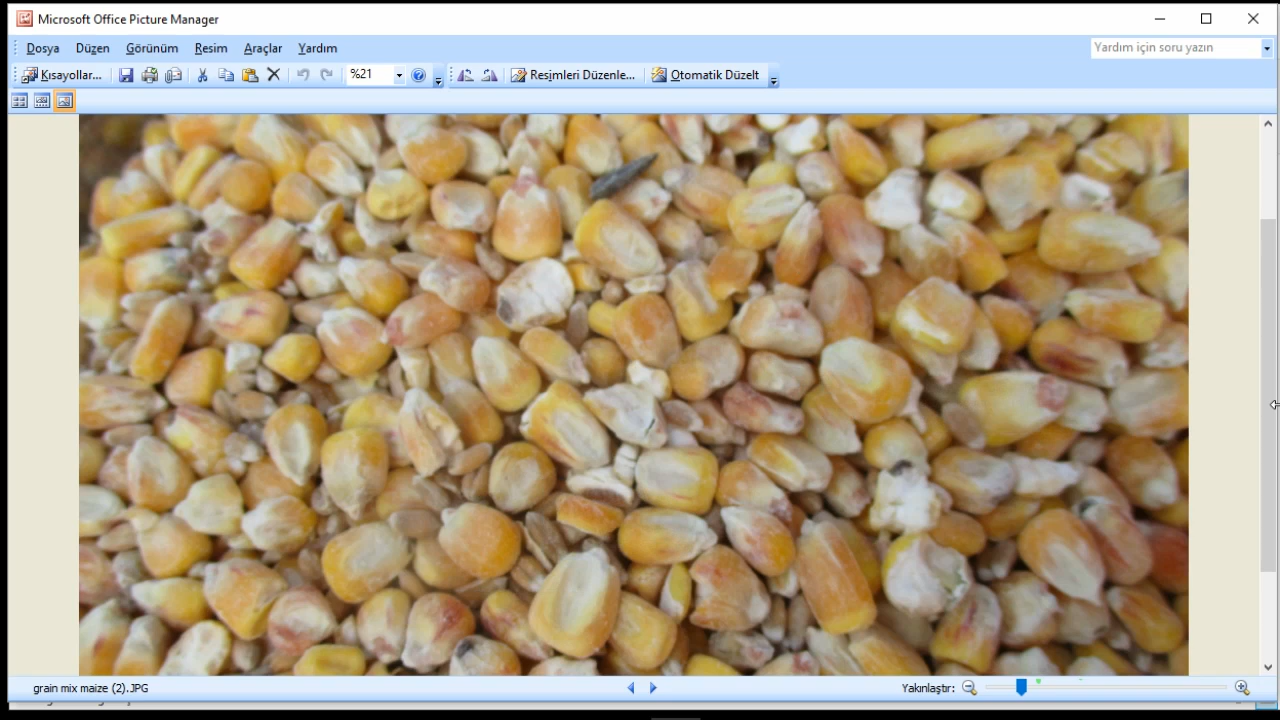 Microsoft Office Picture Manager
Dosya Düzen Görünüm Resim Araçlar Yardım
Yardım için soru yazın
Kısayollar... %21 Resimleri Düzenle... Otomatik Düzelt
grain mix maize (2).JPG
Yakınlaştır: